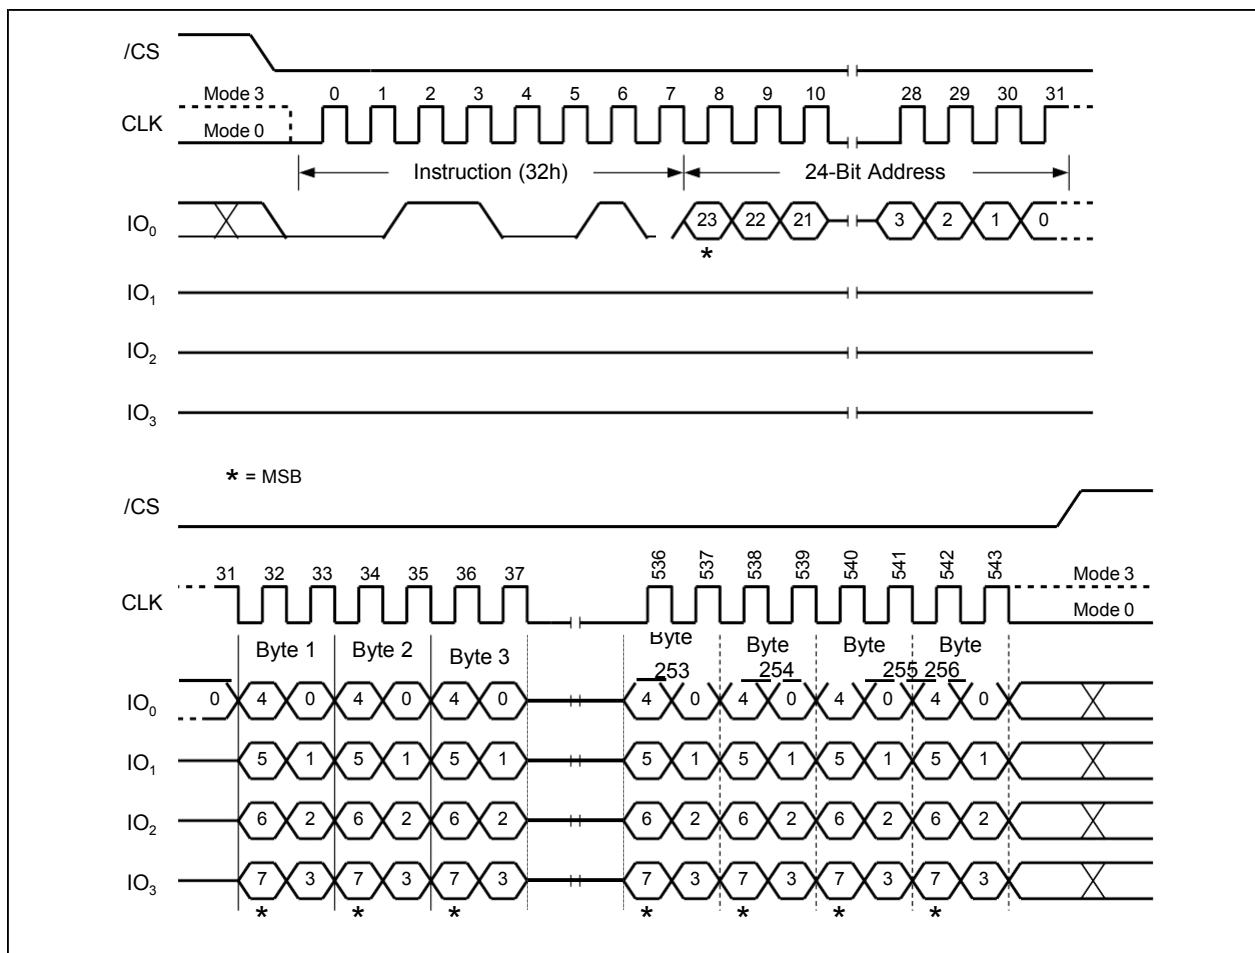 /CS
Mode 3 0 1 2 3 4 5 6 7 8 9 10 28 29 30 31
CLK
Mode 0
Instruction (32h) 24-Bit Address
IO0 23 22 21 3 2 1 0
*
IO1
IO2
IO3
* = MSB
/CS
31 32 33 34 35 36 37 536 537 538 539 540 541 542 543
Mode 3
CLK
Mode 0
Byte 1 Byte 2 Byte 3 Byte 253 Byte 254 Byte 255 Byte 256
IO0 0 4 0 4 0 4 0 4 0 4 0 4 0 4 0
IO1 5 1 5 1 5 1 5 1 5 1 5 1 5 1
IO2 6 2 6 2 6 2 6 2 6 2 6 2 6 2
IO3 7 3 7 3 7 3 7 3 7 3 7 3 7 3
* * * * * * *